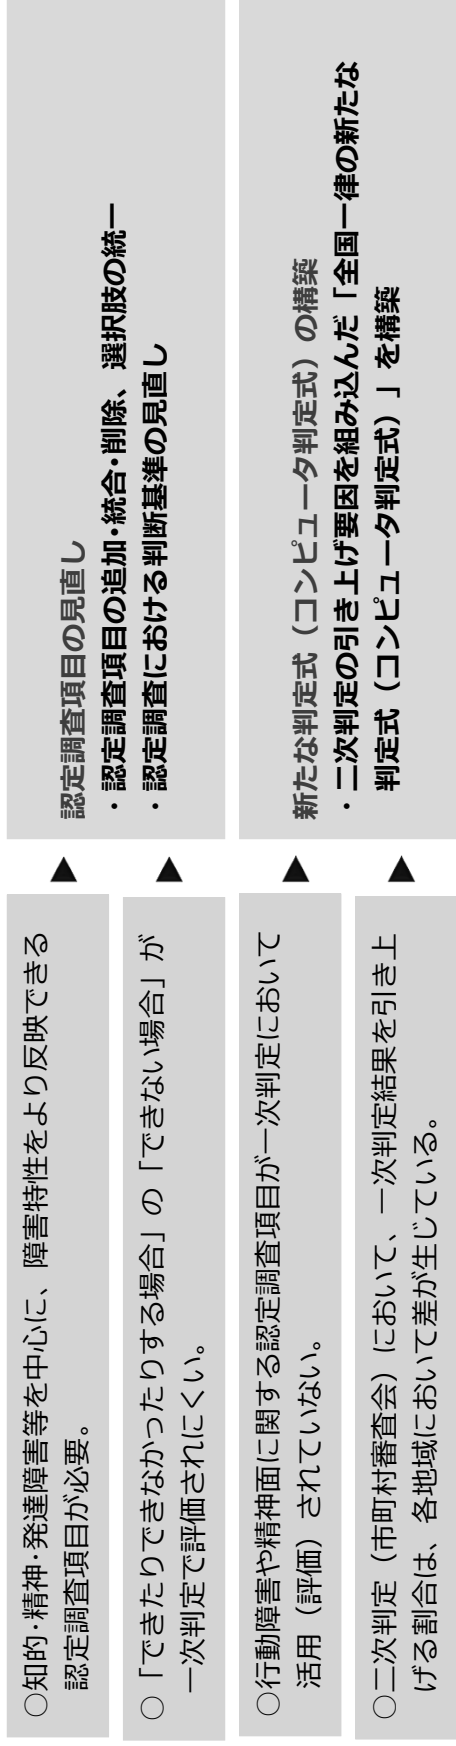 ○知的･精神･発達障害等を中心に、障害特性をより反映できる
認定調査項目が必要。
○「できたりできなかったりする場合」の「できない場合」が
一次判定で評価されにくい。
▶
▶
認定調査項目の見直し
・認定調査項目の追加･統合･削除、選択肢の統一
・認定調査における判断基準の見直し
○行動障害や精神面に関する認定調査項目が一次判定において
活用（評価）されていない。
○二次判定（市町村審査会）において、一次判定結果を引き上
げる割合は、各地域において差が生じている。
▶
▶
新たな判定式（コンピュータ判定式）の構築
・二次判定の引き上げ要因を組み込んだ「全国一律の新たな
判定式（コンピュータ判定式）」を構築